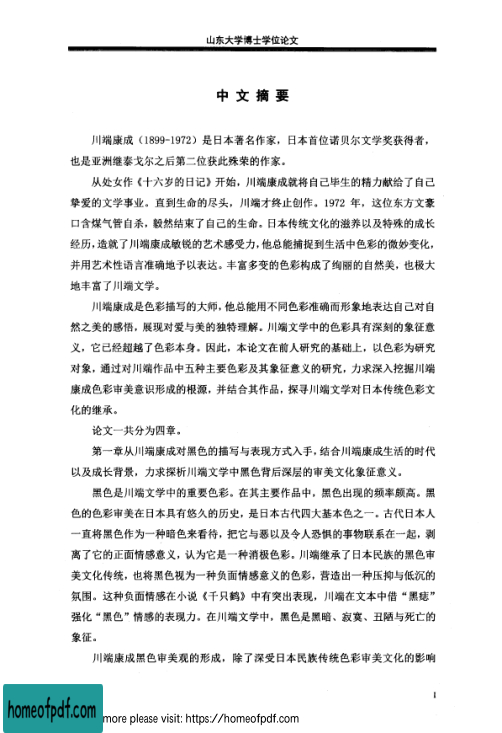 山东大学博士学位论文
中文摘要
川端康成（1899-1972）是日本著名作家，日本首位诺贝尔文学奖获得者，
也是亚洲继泰戈尔之后第二位获此殊荣的作家。
从处女作《十六岁的日记》开始，川端康成就将自己毕生的精力献给了自己
挚爱的文学事业。直到生命的尽头，川端才终止创作。1972 年，这位东方文豪
口含煤气管自杀，毅然结束了自己的生命。日本传统文化的滋养以及特殊的成长
经历，造就了川端康成敏锐的艺术感受力，他总能捕捉到生活中色彩的微妙变化，
并用艺术性语言准确地予以表达。丰富多变的色彩构成了绚丽的自然美，也极大
地丰富了川端文学。
川端康成是色彩描写的大师，他总能用不同色彩准确而形象地表达自己对自
然之美的感悟，展现对爱与美的独特理解。川端文学中的色彩具有深刻的象征意
义，它已经超越了色彩本身。因此，本论文在前人研究的基础上，以色彩为研究
对象，通过对川端作品中五种主要色彩及其象征意义的研究，力求深入挖掘川端
康成色彩审美意识形成的根源，并结合其作品，探寻川端文学对日本传统色彩文
化的继承。
论文一共分为四章。
第一章从川端康成对黑色的描写与表现方式入手，结合川端康成生活的时代
以及成长背景，力求探析川端文学中黑色背后深层的审美文化象征意义。
黑色是川端文学中的重要色彩。在其主要作品中，黑色出现的频率颇高。黑
色的色彩审美在日本具有悠久的历史，是日本古代四大基本色之一。古代日本人
一直将黑色作为一种暗色来看待，把它与恶以及令人恐惧的事物联系在一起，剥
离了它的正面情感意义，认为它是一种消极色彩。川端继承了日本民族的黑色审
美文化传统，也将黑色视为一种负面情感意义的色彩，营造出一种压抑与低沉的
氛围。这种负面情感在小说《千只鹤》中有突出表现，川端在文本中借“黑痣”
强化“黑色”情感的表现力。在川端文学中，黑色是黑暗、寂寞、丑陋与死亡的
象征。
川端康成黑色审美观的形成，除了深受日本民族传统色彩审美文化的影响
I
homeofpdf.com
more please visit: https://homeofpdf.com